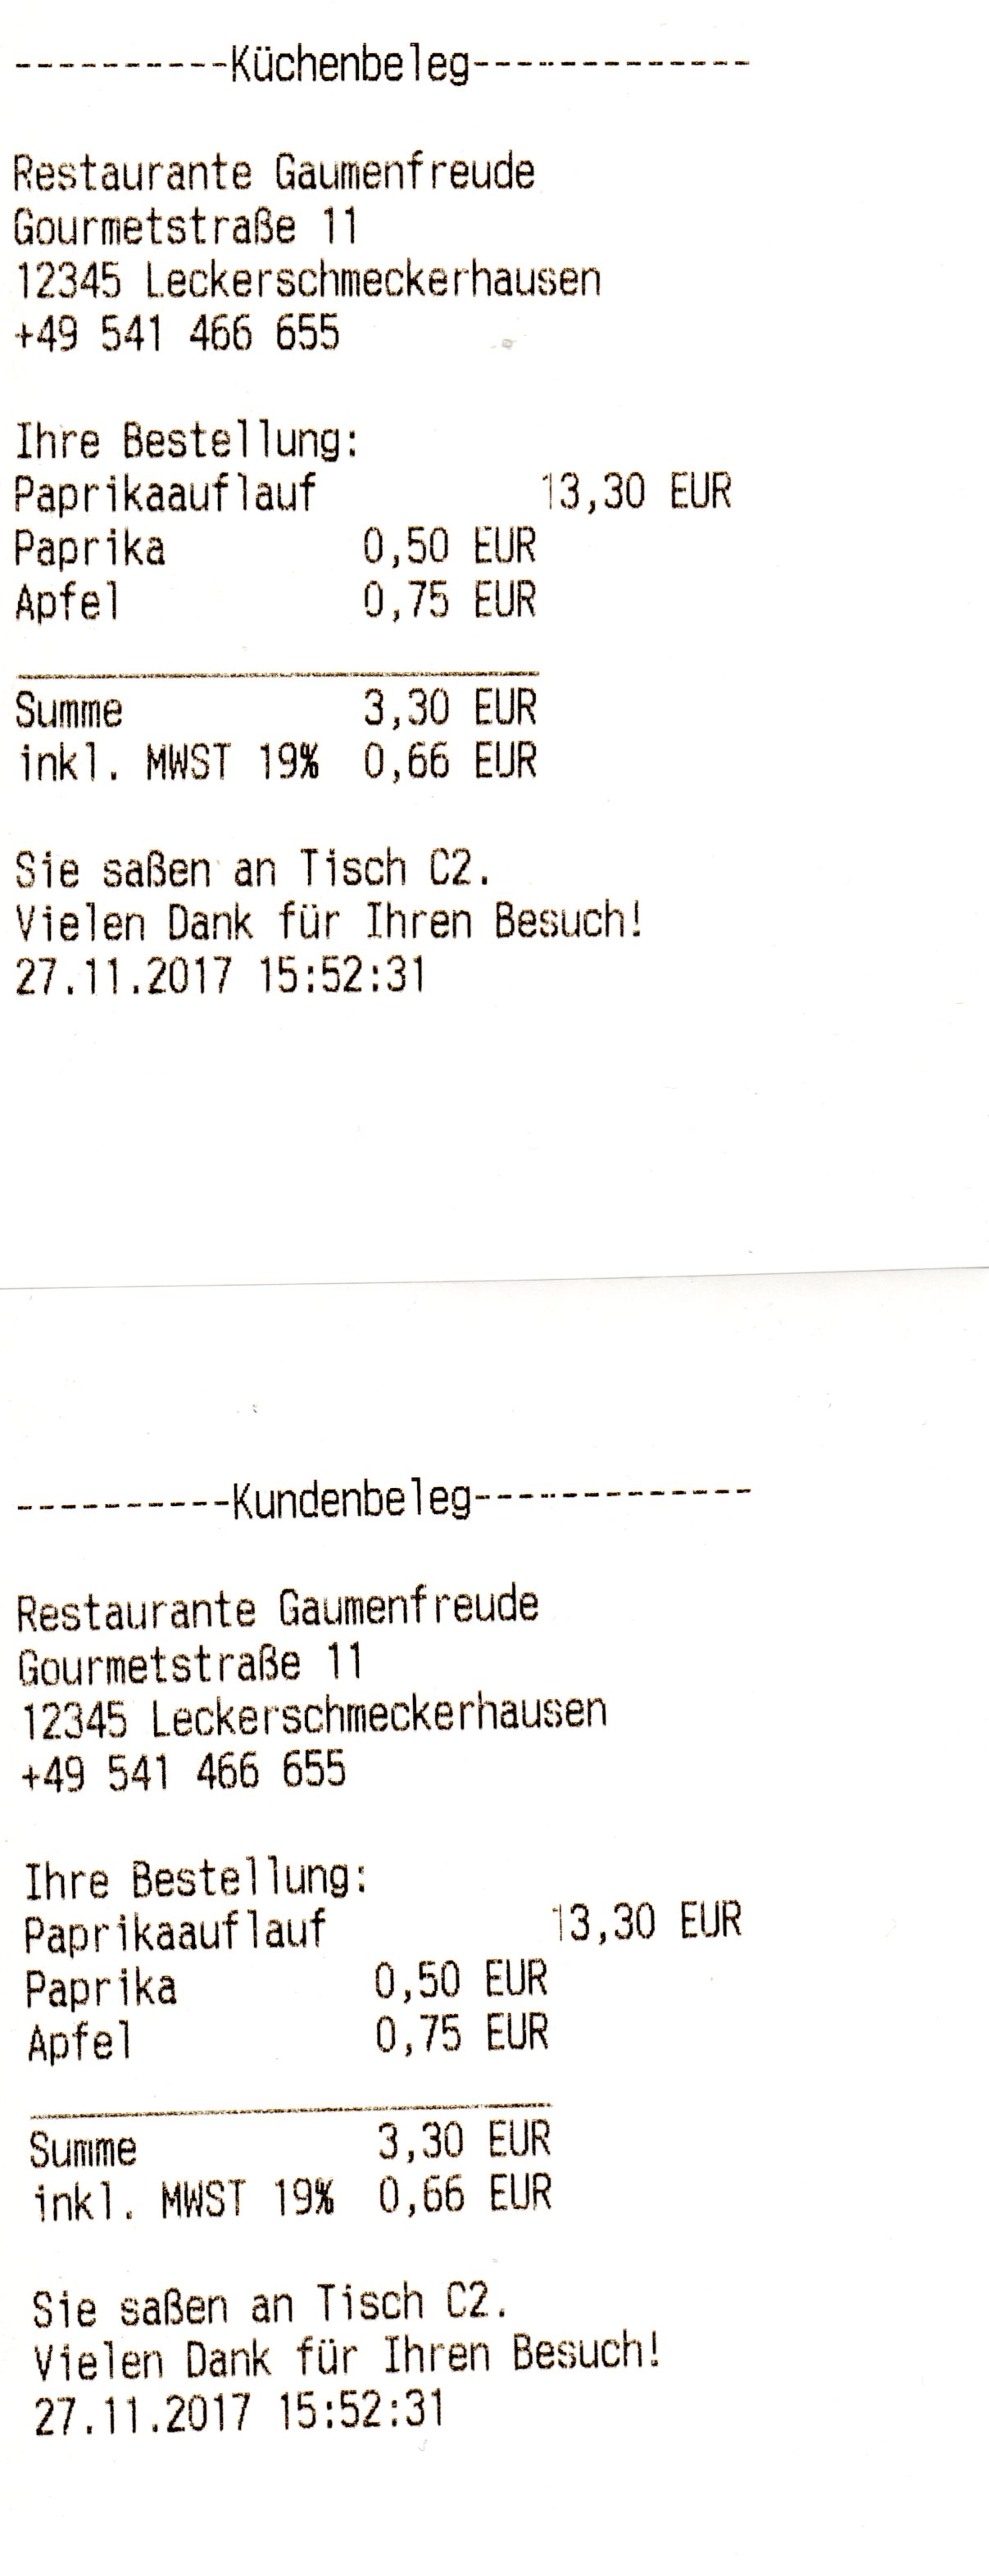 ----------Küchenbeleg-------------
Restaurante Gaumenfreude
Gourmetstraße 11
12345 Leckerschmeckerhausen
+49 541 466 655
Ihre Bestellung:
Paprikaauflauf 13,30 EUR
Paprika 0,50 EUR
Apfel 0,75 EUR
Summe 3,30 EUR
inkl. MWST 19% 0,66 EUR
Sie saßen an Tisch C2.
Vielen Dank für Ihren Besuch!
27.11.2017 15:52:31
----------Kundenbeleg-------------
Restaurante Gaumenfreude
Gourmetstraße 11
12345 Leckerschmeckerhausen
+49 541 466 655
Ihre Bestellung:
Paprikaauflauf 13,30 EUR
Paprika 0,50 EUR
Apfel 0,75 EUR
Summe 3,30 EUR
inkl. MWST 19% 0,66 EUR
Sie saßen an Tisch C2.
Vielen Dank für Ihren Besuch!
27.11.2017 15:52:31